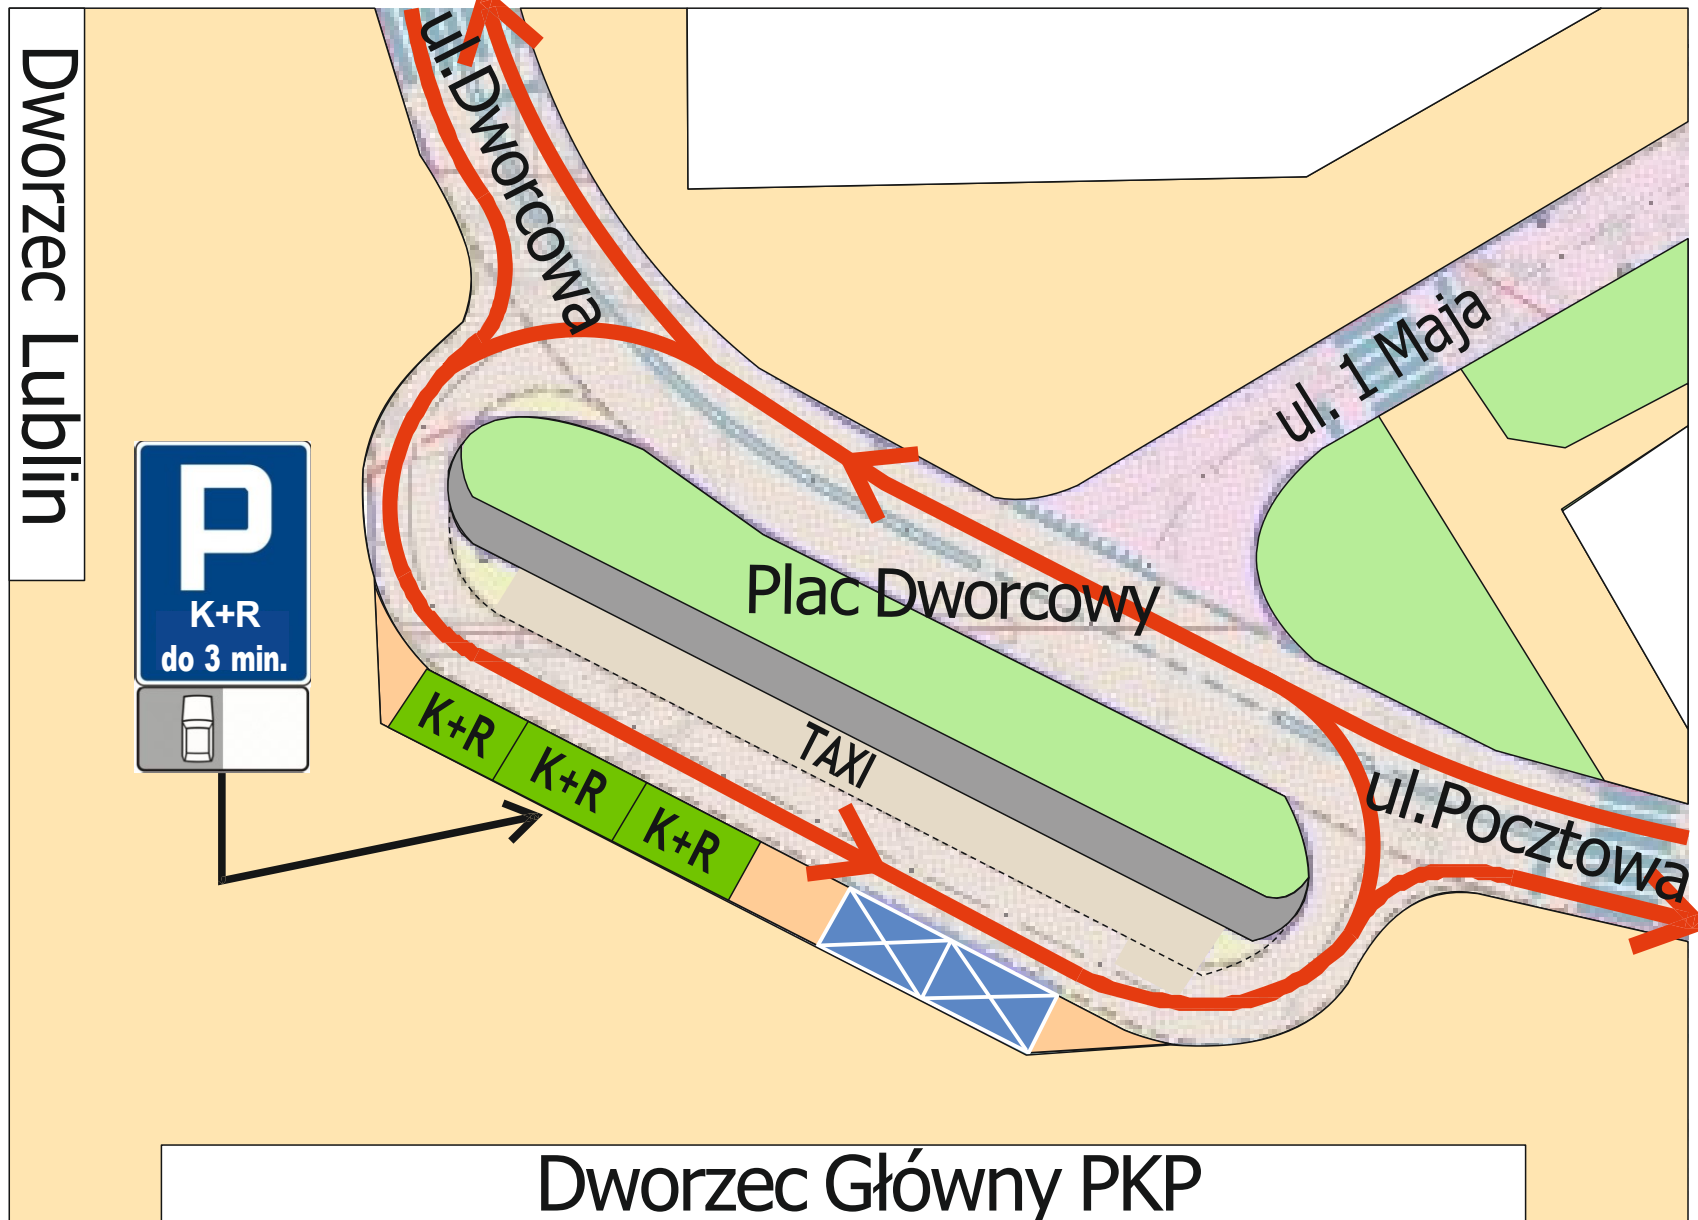 ul.Dworcowa
Dworzec Lublin
ul. 1 Maja
P
K+R
do 3 min.
Plac Dworcowy
K+R
K+R
K+R
TAXI
ul.Pocztowa
Dworzec Główny PKP